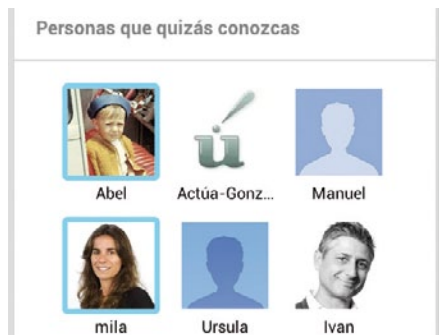 Personas que quizás conozcas
ú
Abel Actúa-Gonz... Manuel
mila Ursula Ivan